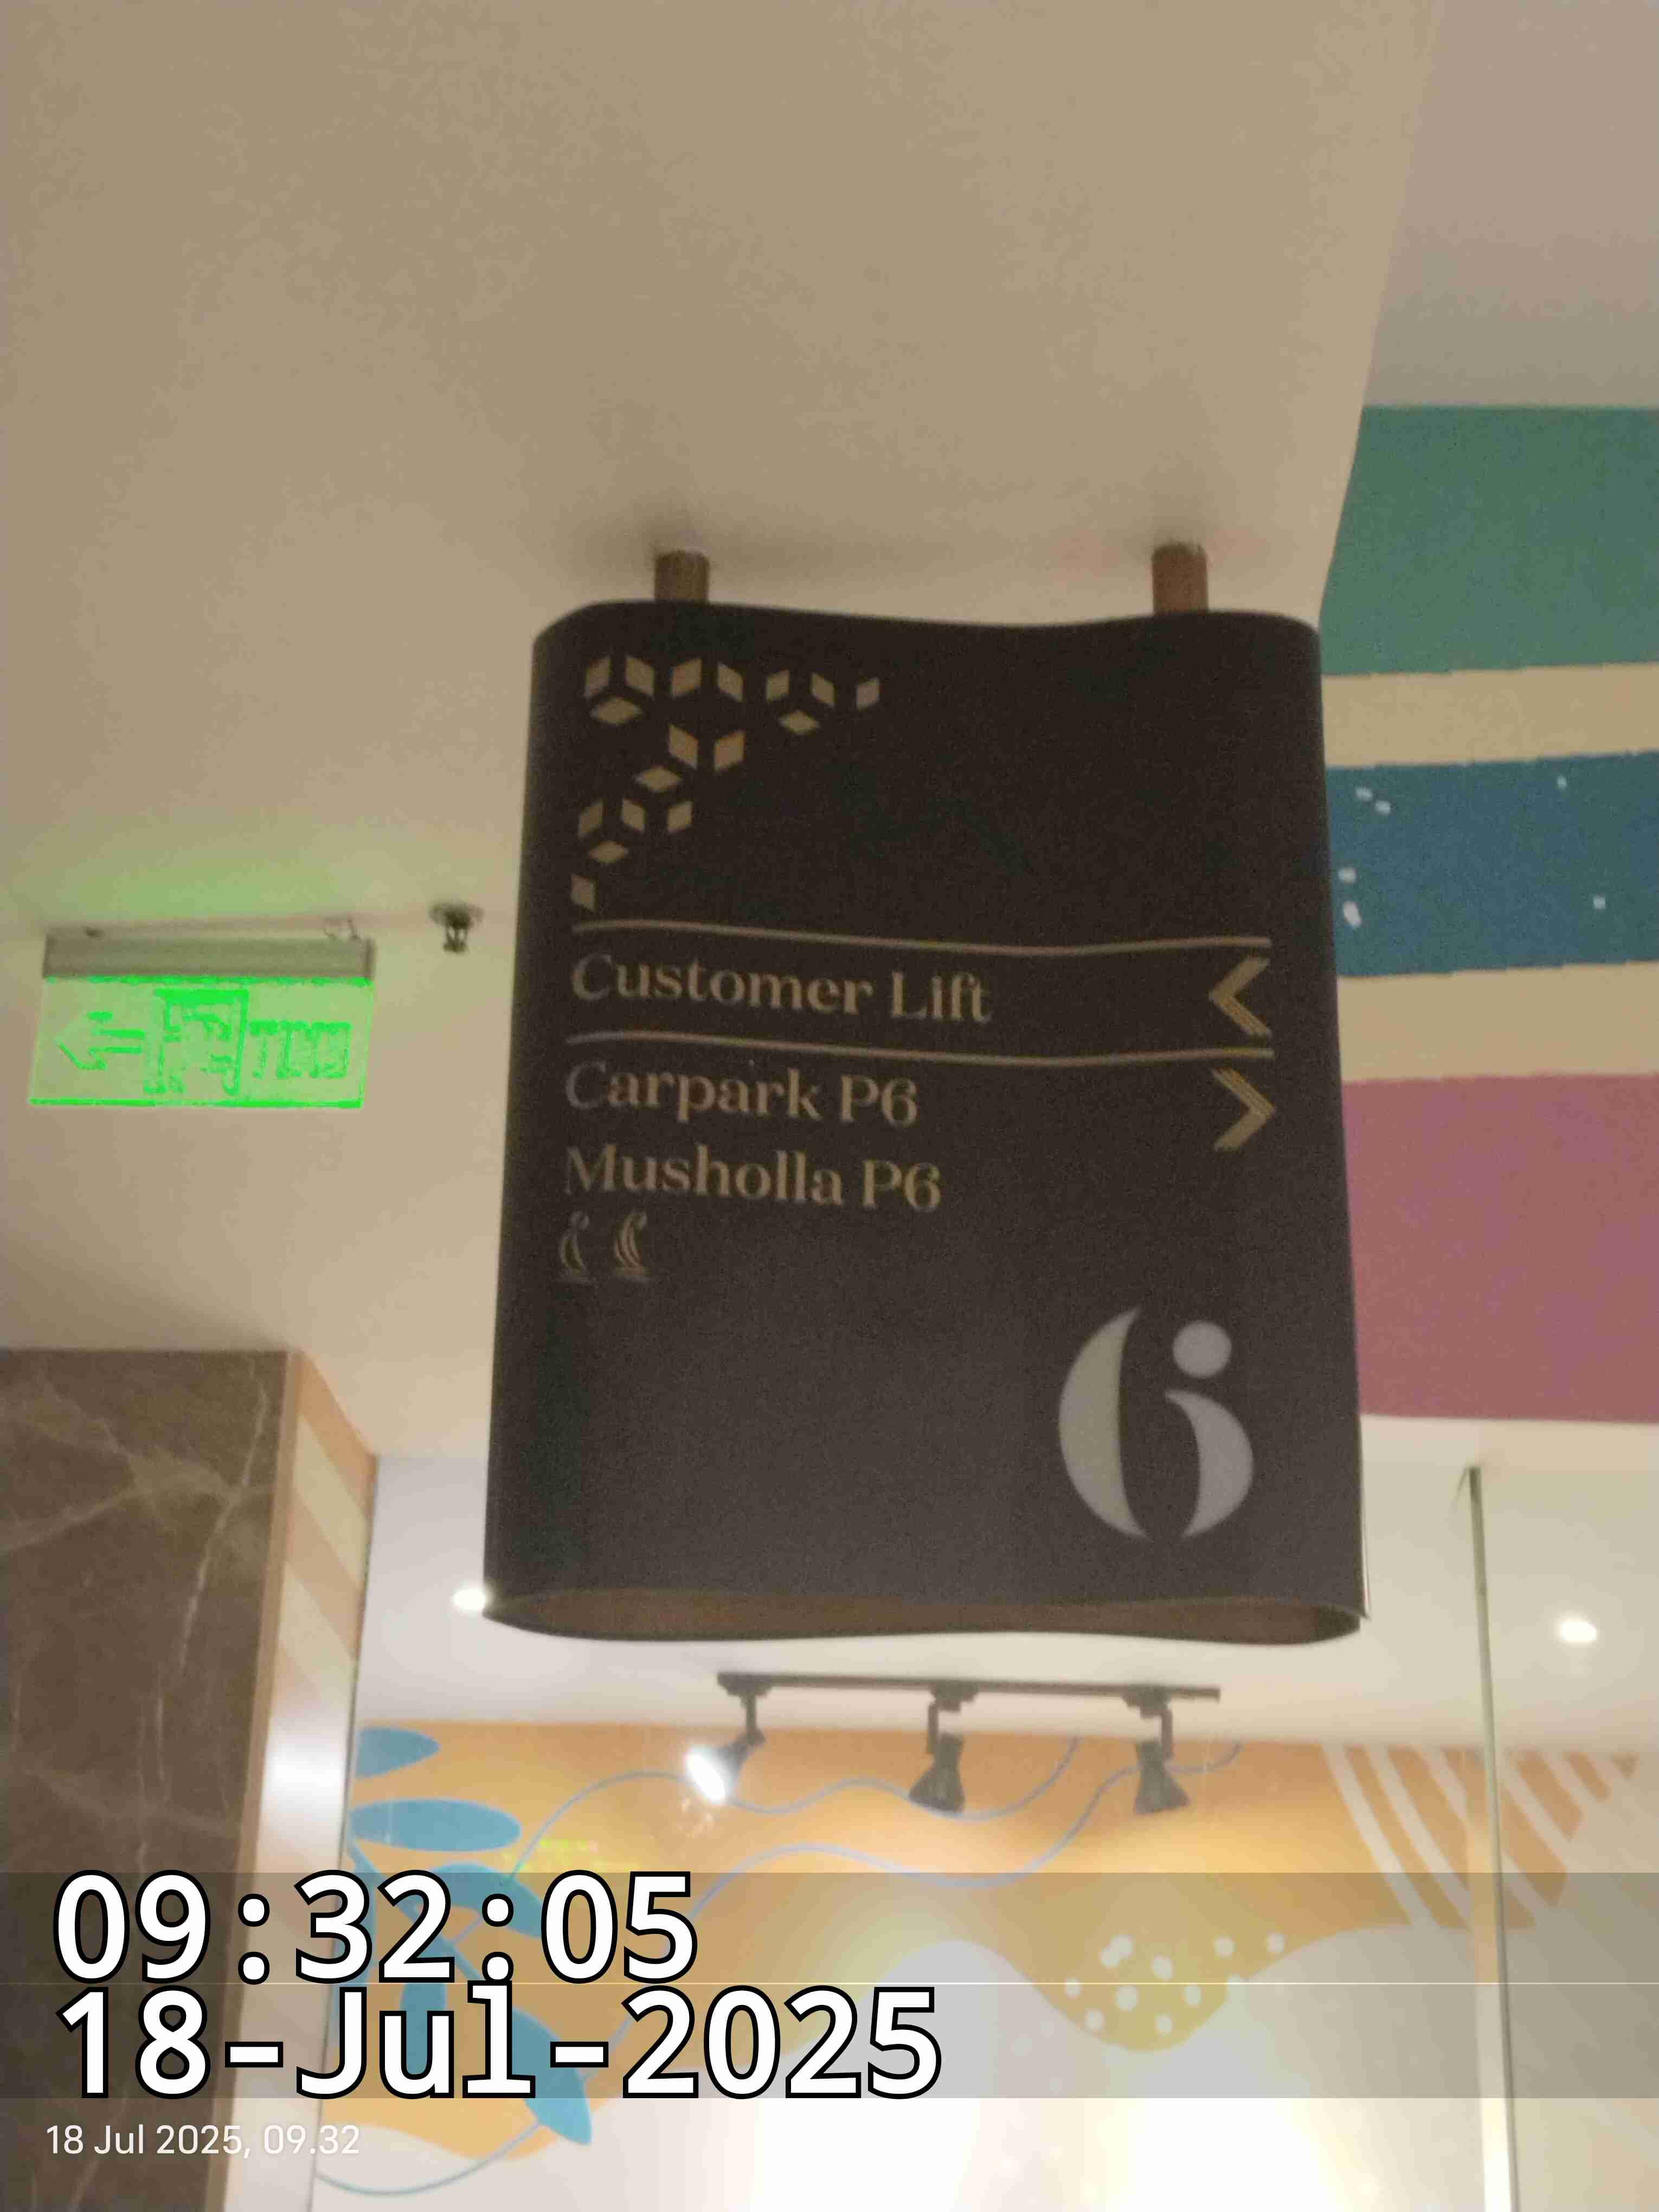 Customer Lift
Carpark P6
Musholla P6
6
09:32:05
18-Jul-2025
18 Jul 2025, 09.32